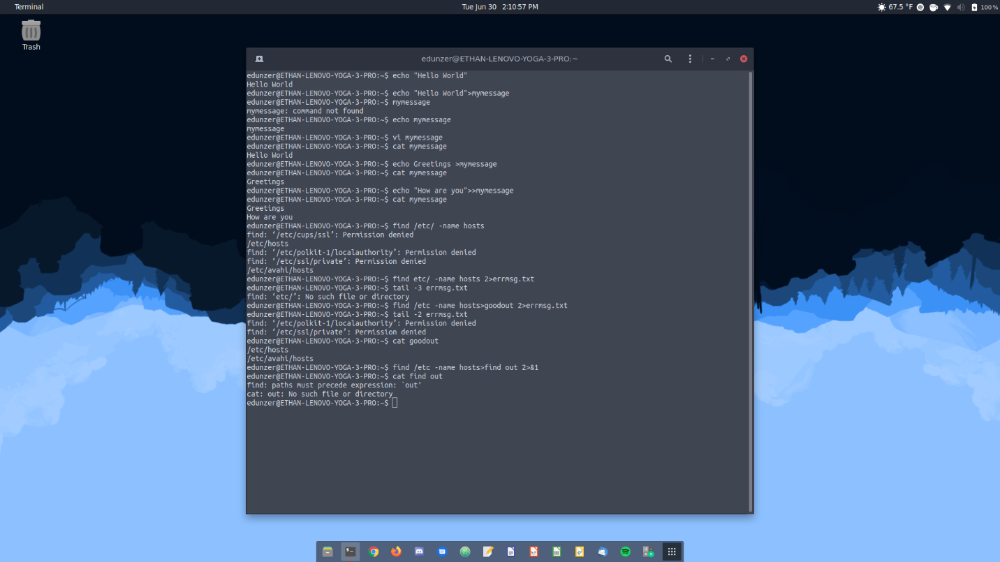 Terminal
Tue Jun 30 2:10:57 PM
67.5 °F
100 %
Trash
edunzer@ETHAN-LENOVO-YOGA-3-PRO:~
edunzer@ETHAN-LENOVO-YOGA-3-PRO:~$ echo "Hello World"
Hello World
edunzer@ETHAN-LENOVO-YOGA-3-PRO:~$ echo "Hello World">mymessage
edunzer@ETHAN-LENOVO-YOGA-3-PRO:~$ mymessage
mymessage: command not found
edunzer@ETHAN-LENOVO-YOGA-3-PRO:~$ echo mymessage
mymessage
edunzer@ETHAN-LENOVO-YOGA-3-PRO:~$ vi mymessage
edunzer@ETHAN-LENOVO-YOGA-3-PRO:~$ cat mymessage
Hello World
edunzer@ETHAN-LENOVO-YOGA-3-PRO:~$ echo Greetings >mymessage
edunzer@ETHAN-LENOVO-YOGA-3-PRO:~$ cat mymessage
Greetings
edunzer@ETHAN-LENOVO-YOGA-3-PRO:~$ echo "How are you">>mymessage
edunzer@ETHAN-LENOVO-YOGA-3-PRO:~$ cat mymessage
Greetings
How are you
edunzer@ETHAN-LENOVO-YOGA-3-PRO:~$ find /etc/ -name hosts
find: ‘/etc/cups/ssl’: Permission denied
/etc/hosts
find: ‘/etc/polkit-1/localauthority’: Permission denied
find: ‘/etc/ssl/private’: Permission denied
/etc/avahi/hosts
edunzer@ETHAN-LENOVO-YOGA-3-PRO:~$ find etc/ -name hosts 2>errmsg.txt
edunzer@ETHAN-LENOVO-YOGA-3-PRO:~$ tail -3 errmsg.txt
find: ‘etc/’: No such file or directory
edunzer@ETHAN-LENOVO-YOGA-3-PRO:~$ find /etc -name hosts>goodout 2>errmsg.txt
edunzer@ETHAN-LENOVO-YOGA-3-PRO:~$ tail -2 errmsg.txt
find: ‘/etc/polkit-1/localauthority’: Permission denied
find: ‘/etc/ssl/private’: Permission denied
edunzer@ETHAN-LENOVO-YOGA-3-PRO:~$ cat goodout
/etc/hosts
/etc/avahi/hosts
edunzer@ETHAN-LENOVO-YOGA-3-PRO:~$ find /etc -name hosts>find out 2>&1
edunzer@ETHAN-LENOVO-YOGA-3-PRO:~$ cat find out
find: paths must precede expression: `out'
cat: out: No such file or directory
edunzer@ETHAN-LENOVO-YOGA-3-PRO:~$